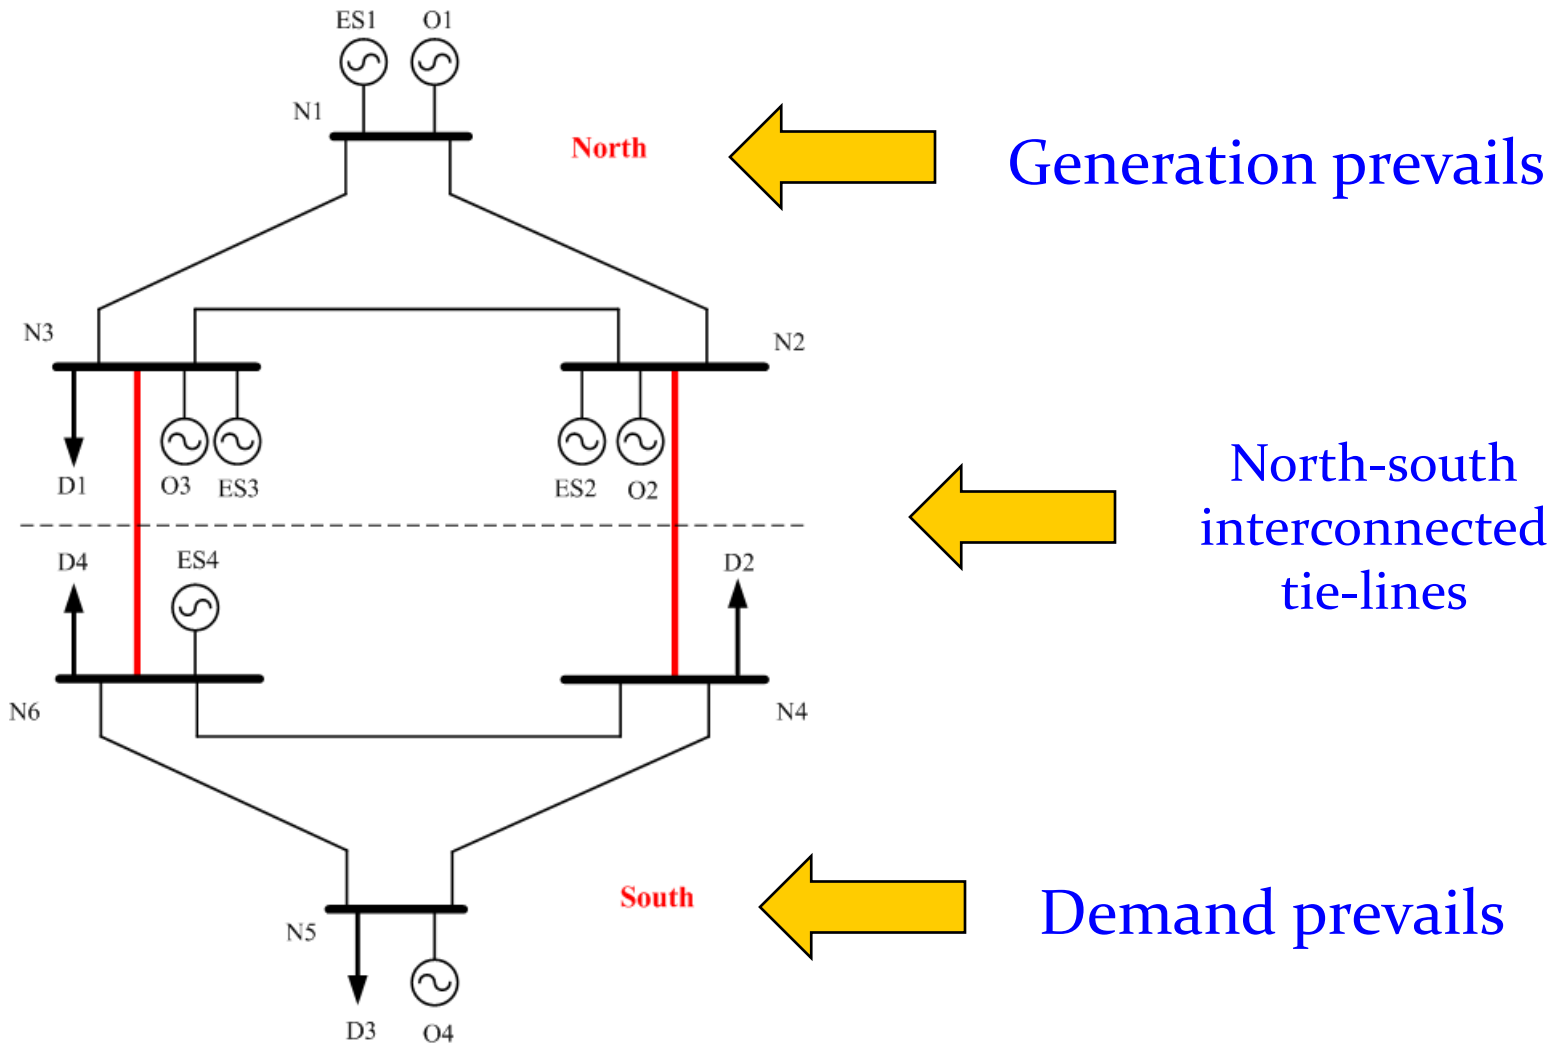 ES1 O1
N1
North
Generation prevails
N3
N2
D1 O3 ES3
ES2 O2
North-south
interconnected
tie-lines
D4 ES4
D2
N6
N4
South
Demand prevails
N5
D3 O4